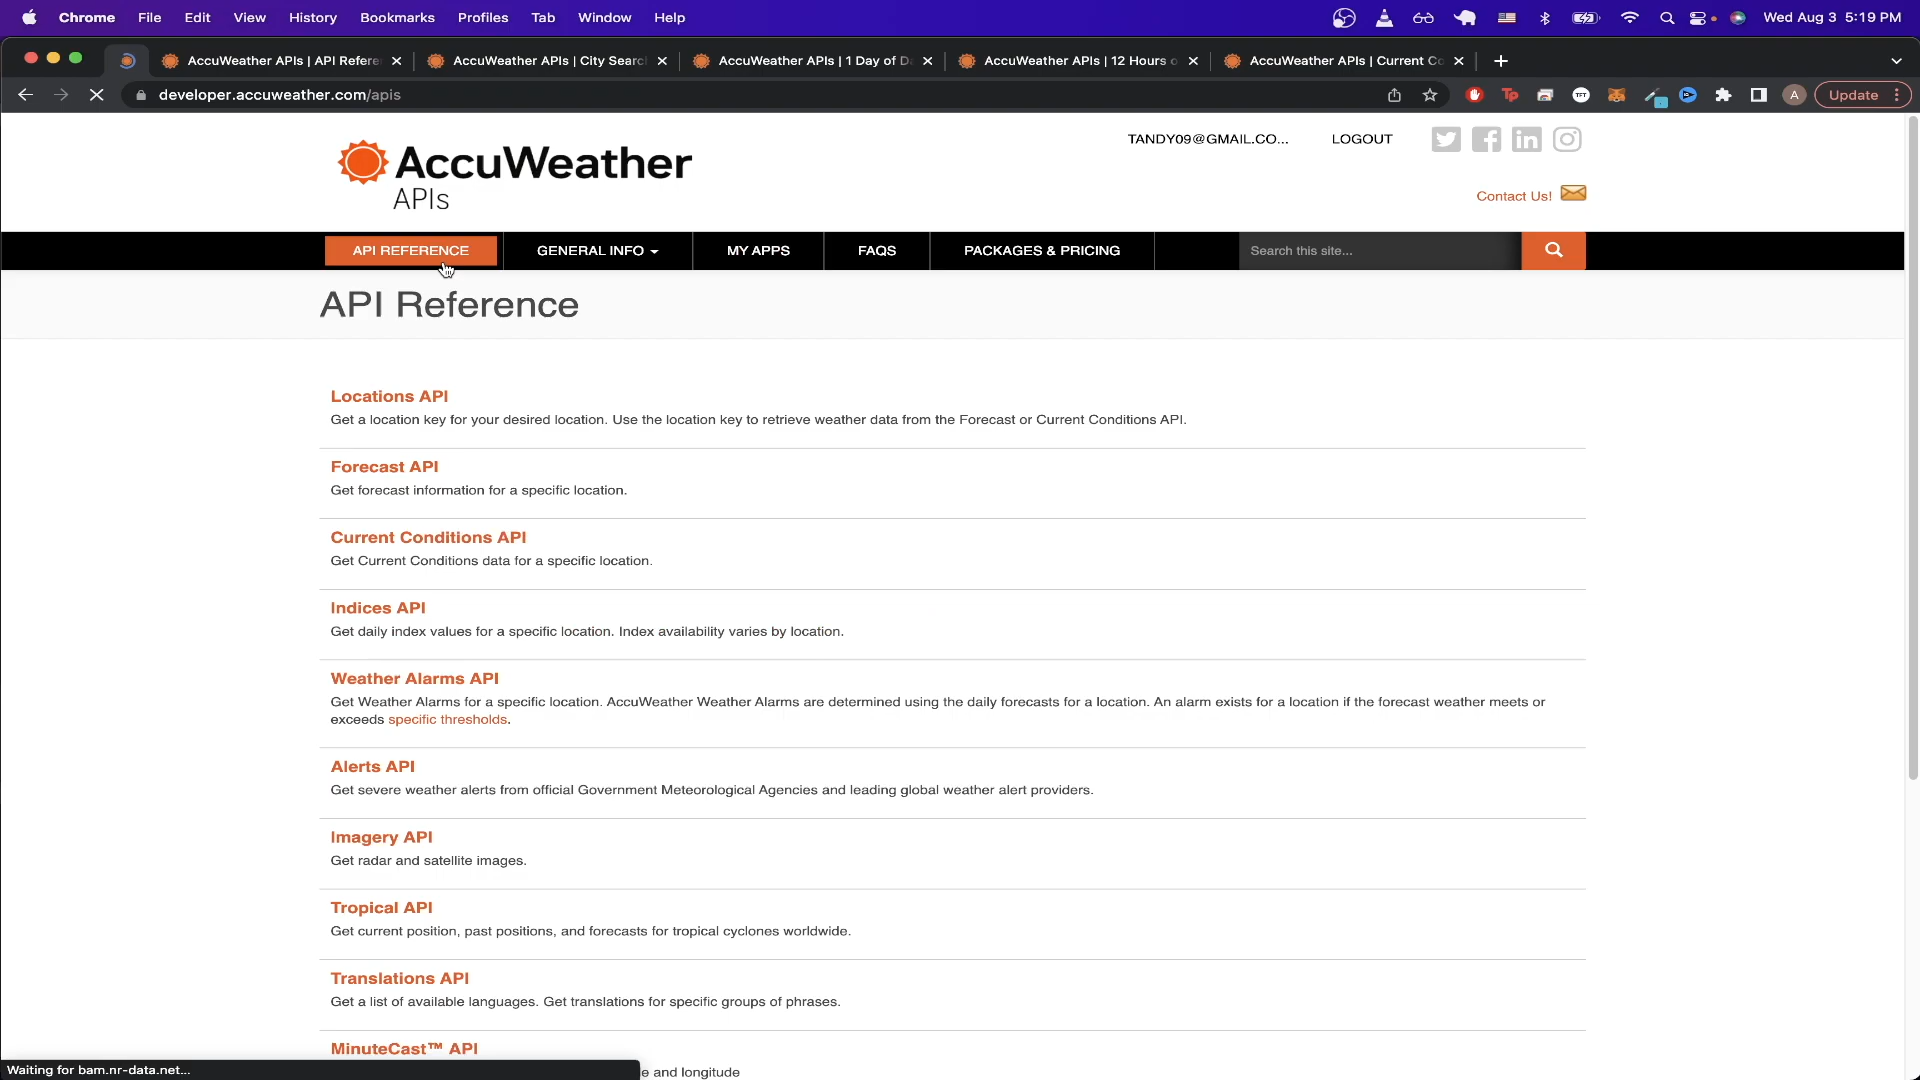 Chrome File Edit View History Bookmarks Profiles Tab Window Help Wed Aug 3 5:19 PM
AccuWeather APIs | API Refere AccuWeather APIs | City Searc AccuWeather APIs | 1 Day of D AccuWeather APIs | 12 Hours o AccuWeather APIs | Current Co
developer.accuweather.com/apis Tp TFT A Update
TANDY09@GMAIL.CO... LOGOUT
AccuWeather
APIs
Contact Us!
API REFERENCE GENERAL INFO MY APPS FAQS PACKAGES & PRICING Search this site...
API Reference
Locations API
Get a location key for your desired location. Use the location key to retrieve weather data from the Forecast or Current Conditions API.
Forecast API
Get forecast information for a specific location.
Current Conditions API
Get Current Conditions data for a specific location.
Indices API
Get daily index values for a specific location. Index availability varies by location.
Weather Alarms API
Get Weather Alarms for a specific location. AccuWeather Weather Alarms are determined using the daily forecasts for a location. An alarm exists for a location if the forecast weather meets or
exceeds specific thresholds.
Alerts API
Get severe weather alerts from official Government Meteorological Agencies and leading global weather alert providers.
Imagery API
Get radar and satellite images.
Tropical API
Get current position, past positions, and forecasts for tropical cyclones worldwide.
Translations API
Get a list of available languages. Get translations for specific groups of phrases.
MinuteCast™ API
Waiting for bam.nr-data.net... e and longitude